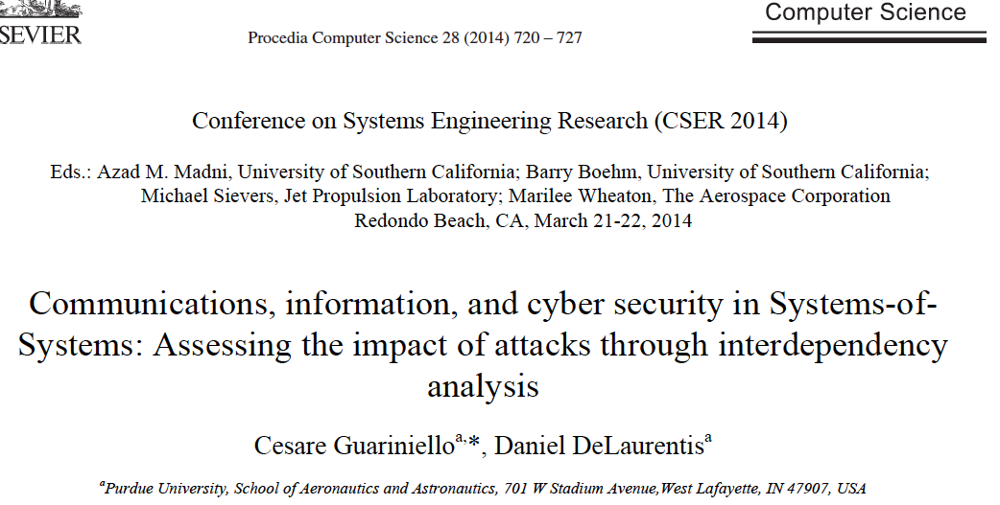 Computer Science
SEVIER
Procedia Computer Science 28 (2014) 720 – 727
Conference on Systems Engineering Research (CSER 2014)
Eds.: Azad M. Madni, University of Southern California; Barry Boehm, University of Southern California;
Michael Sievers, Jet Propulsion Laboratory; Marilee Wheaton, The Aerospace Corporation
Redondo Beach, CA, March 21-22, 2014
Communications, information, and cyber security in Systems-of-
Systems: Assessing the impact of attacks through interdependency
analysis
Cesare Guarinielloa,*, Daniel DeLaurentisa
aPurdue University, School of Aeronautics and Astronautics, 701 W Stadium Avenue,West Lafayette, IN 47907, USA